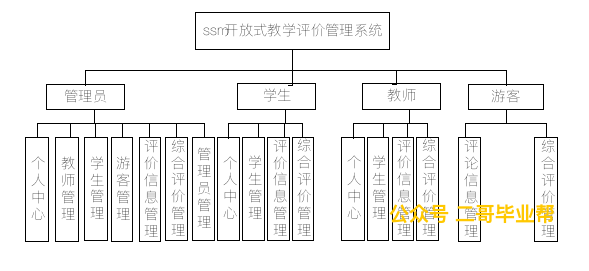 ssm开放式教学评价管理系统
管理员
学生
教师
游客
个人中心
教师管理
学生管理
游客管理
评价信息管理
综合评价管理
管理员管理
个人中心
学生管理
评价信息管理
综合评价管理
个人中心
学生管理
评价信息管理
综合评价管理
评论信息管理
综合评价管理
公众号 二哥毕业帮